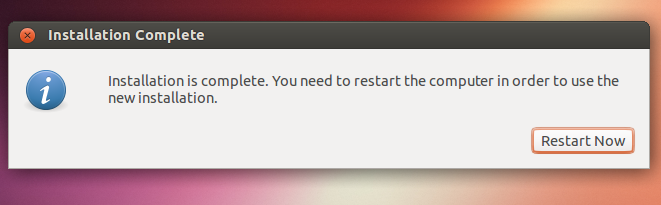 Installation Complete
Installation is complete. You need to restart the computer in order to use the
new installation.
Restart Now